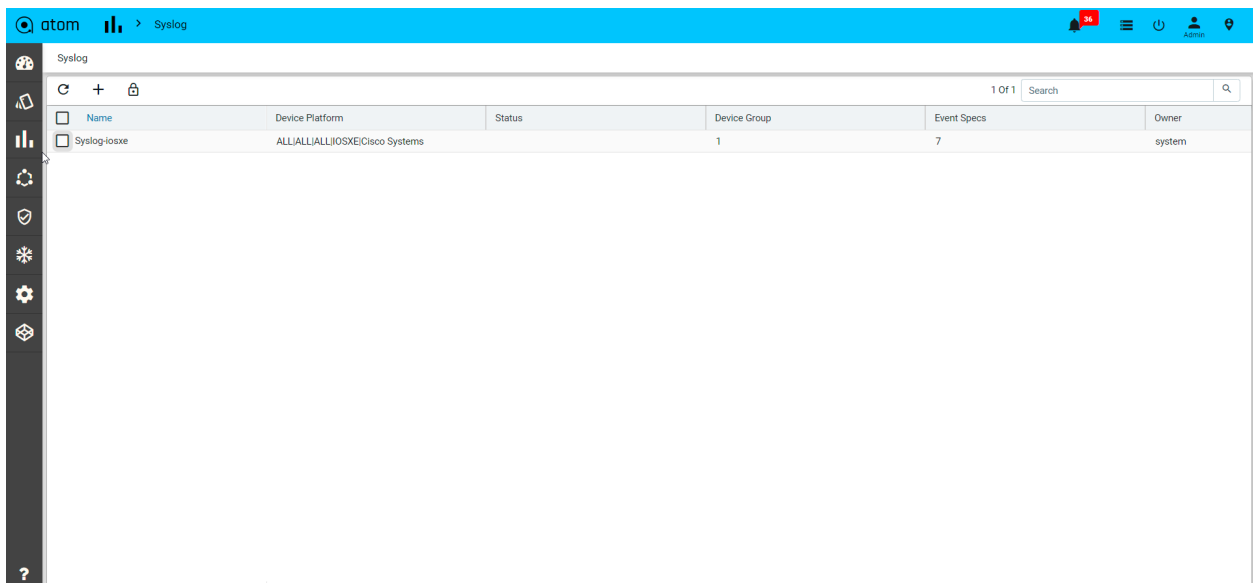 atom > Syslog 36
Admin
Syslog
1 Of 1 Search
Name Device Platform Status Device Group Event Specs Owner
Syslog-iosxe ALL|ALL|ALL|IOSXE|Cisco Systems 1 7 system
?